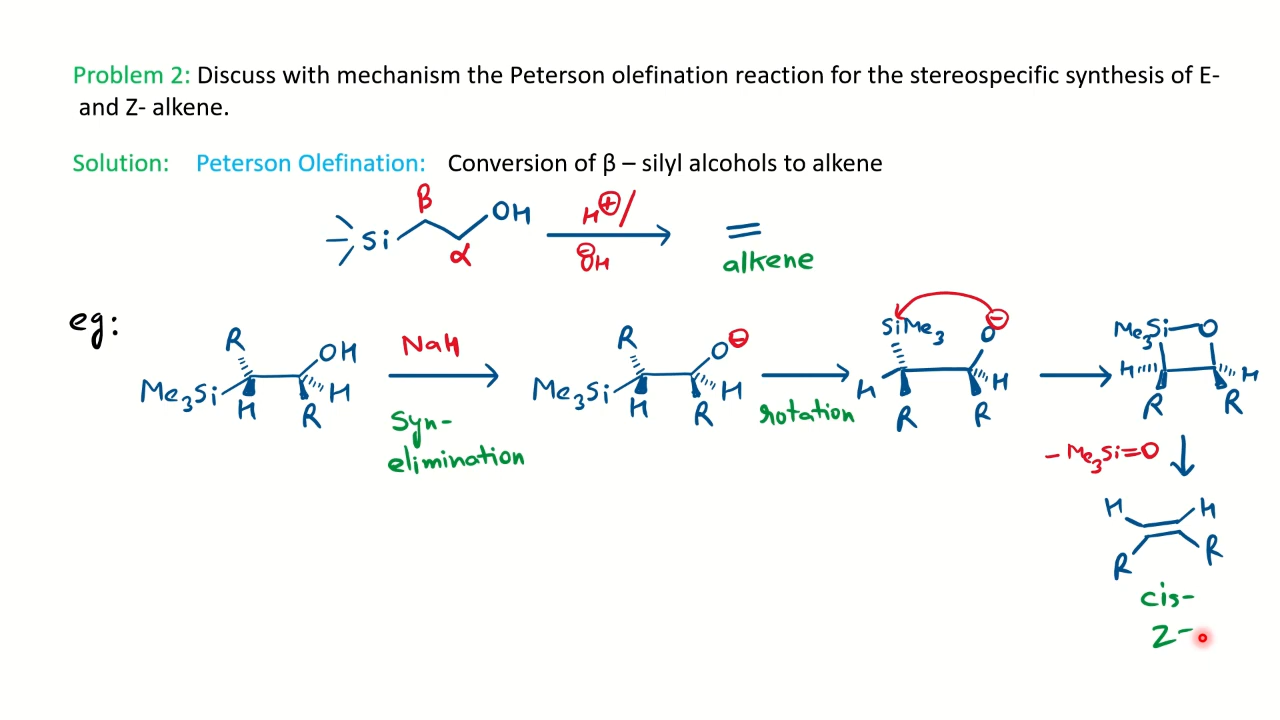 Problem 2: Discuss with mechanism the Peterson olefination reaction for the stereospecific synthesis of E-
and Z- alkene.
Solution: Peterson Olefination: Conversion of β – silyl alcohols to alkene
Si β α OH H⊕/ ⊖OH alkene
eg:
Me₃Si R H OH H R
NaH
Syn-
elimination
Me₃Si R H O⊖ H R
rotation
SiMe₃ O⊖ H R H R
Me₃Si–O H R H R
– Me₃Si=O
H H
R R
cis-
Z-